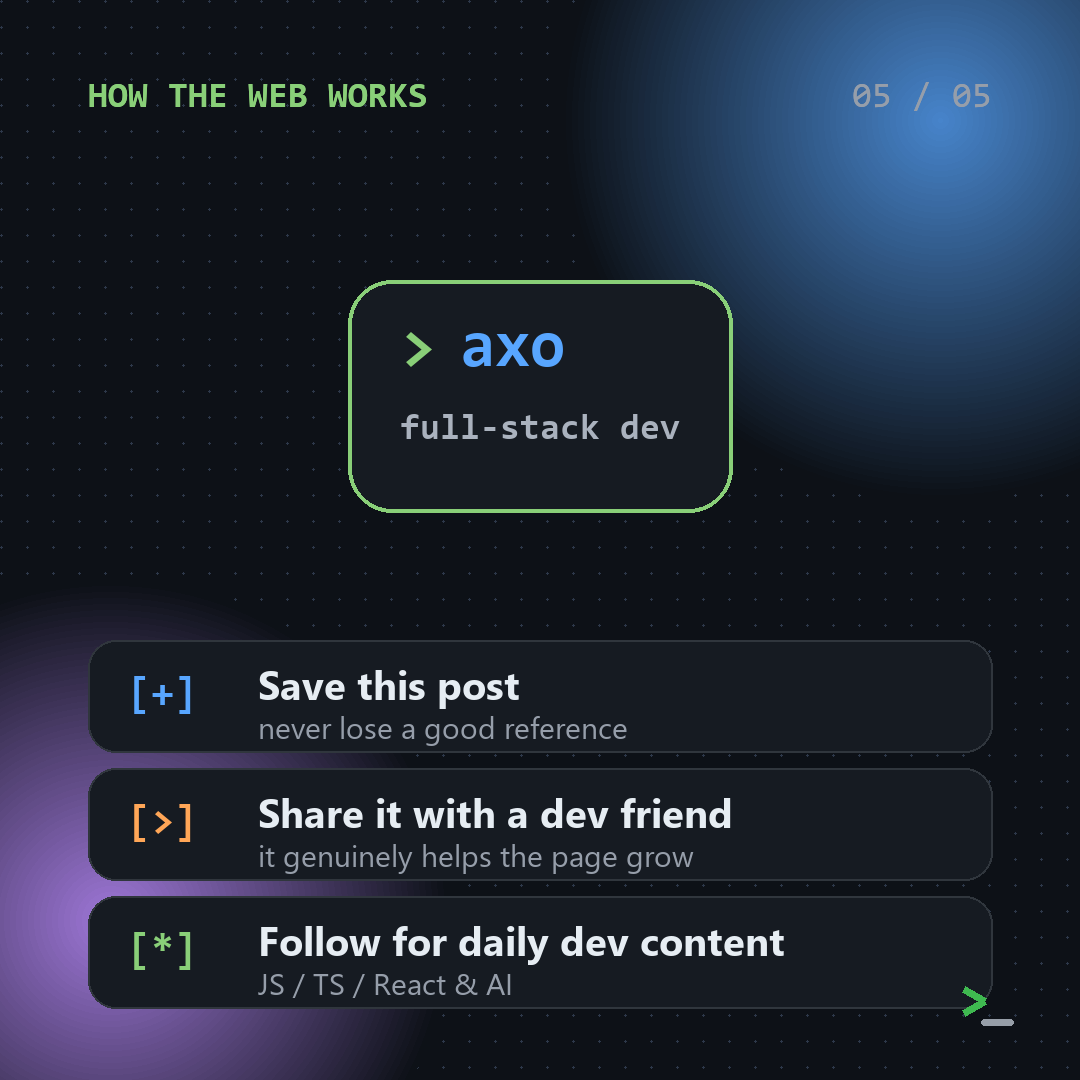 HOW THE WEB WORKS
05 / 05
> axo
full-stack dev
[+] Save this post
never lose a good reference
[>] Share it with a dev friend
it genuinely helps the page grow
[*] Follow for daily dev content
JS / TS / React & AI
>_